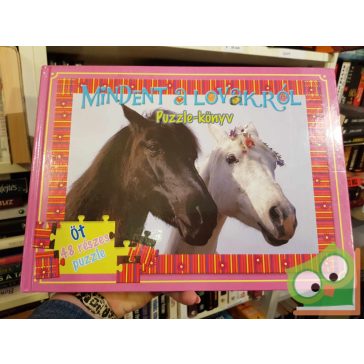 MINDENT a LOVAKRÓL
Puzzle-könyv
öt
48 részes
puzzle